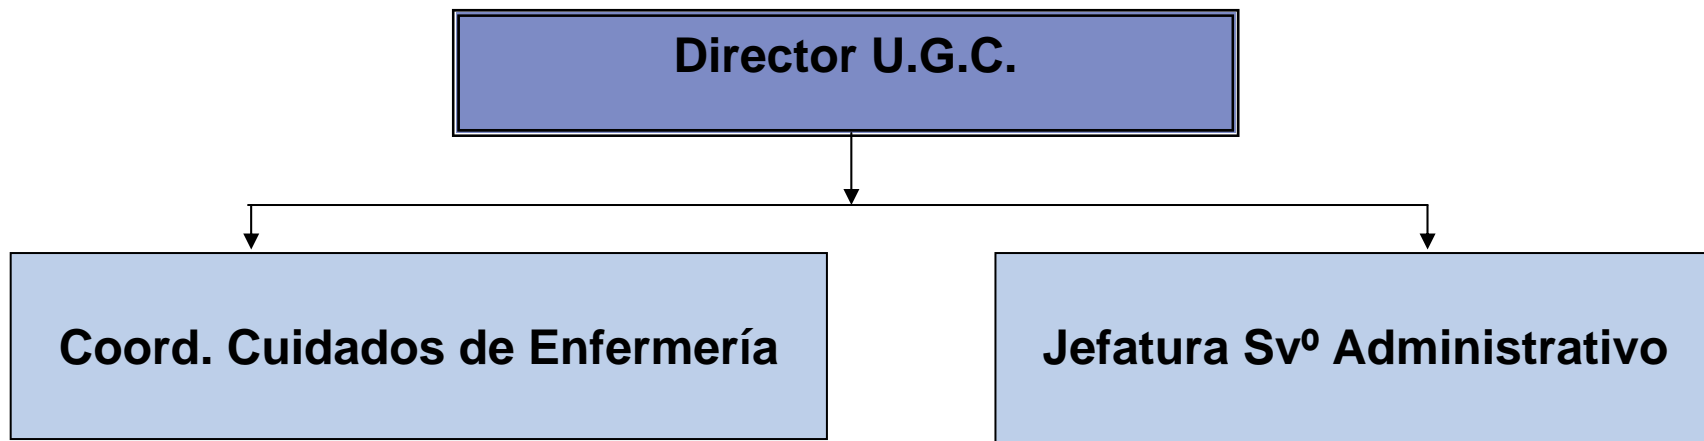 Director U.G.C.
Coord. Cuidados de Enfermería
Jefatura Svº Administrativo